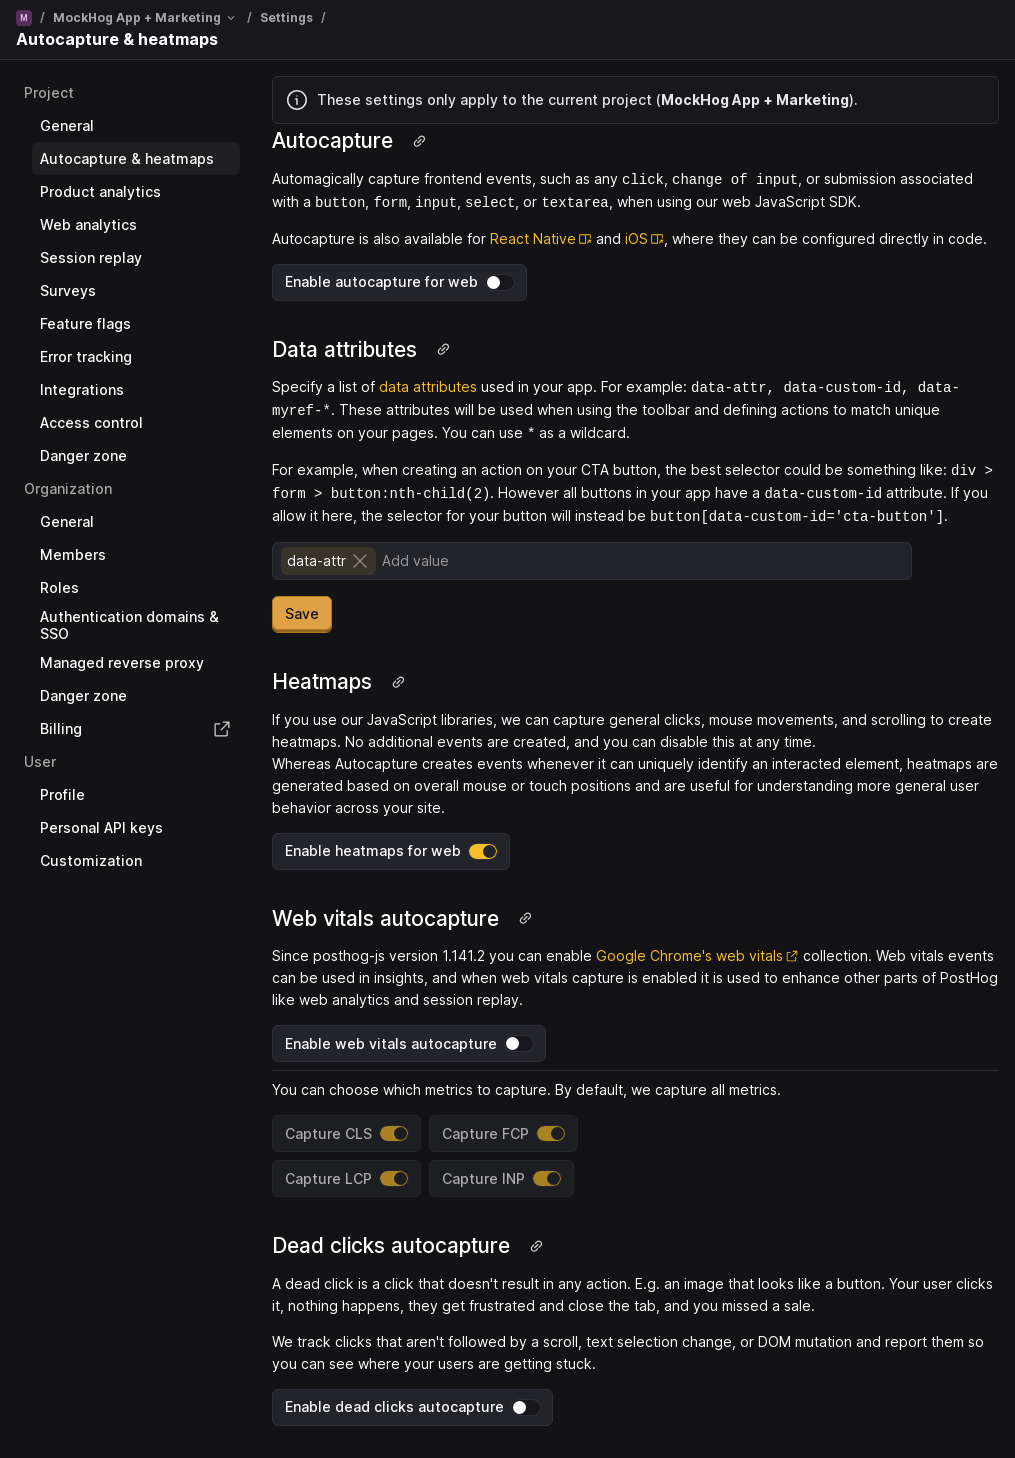 M / MockHog App + Marketing / Settings /
Autocapture & heatmaps
Project
General
Autocapture & heatmaps
Product analytics
Web analytics
Session replay
Surveys
Feature flags
Error tracking
Integrations
Access control
Danger zone
Organization
General
Members
Roles
Authentication domains &
SSO
Managed reverse proxy
Danger zone
Billing
User
Profile
Personal API keys
Customization
These settings only apply to the current project (MockHog App + Marketing).
Autocapture
Automagically capture frontend events, such as any click, change of input, or submission associated
with a button, form, input, select, or textarea, when using our web JavaScript SDK.
Autocapture is also available for React Native and iOS, where they can be configured directly in code.
Enable autocapture for web
Data attributes
Specify a list of data attributes used in your app. For example: data-attr, data-custom-id, data-
myref-*. These attributes will be used when using the toolbar and defining actions to match unique
elements on your pages. You can use * as a wildcard.
For example, when creating an action on your CTA button, the best selector could be something like: div >
form > button:nth-child(2). However all buttons in your app have a data-custom-id attribute. If you
allow it here, the selector for your button will instead be button[data-custom-id='cta-button'].
data-attr Add value
Save
Heatmaps
If you use our JavaScript libraries, we can capture general clicks, mouse movements, and scrolling to create
heatmaps. No additional events are created, and you can disable this at any time.
Whereas Autocapture creates events whenever it can uniquely identify an interacted element, heatmaps are
generated based on overall mouse or touch positions and are useful for understanding more general user
behavior across your site.
Enable heatmaps for web
Web vitals autocapture
Since posthog-js version 1.141.2 you can enable Google Chrome's web vitals collection. Web vitals events
can be used in insights, and when web vitals capture is enabled it is used to enhance other parts of PostHog
like web analytics and session replay.
Enable web vitals autocapture
You can choose which metrics to capture. By default, we capture all metrics.
Capture CLS Capture FCP
Capture LCP Capture INP
Dead clicks autocapture
A dead click is a click that doesn't result in any action. E.g. an image that looks like a button. Your user clicks
it, nothing happens, they get frustrated and close the tab, and you missed a sale.
We track clicks that aren't followed by a scroll, text selection change, or DOM mutation and report them so
you can see where your users are getting stuck.
Enable dead clicks autocapture